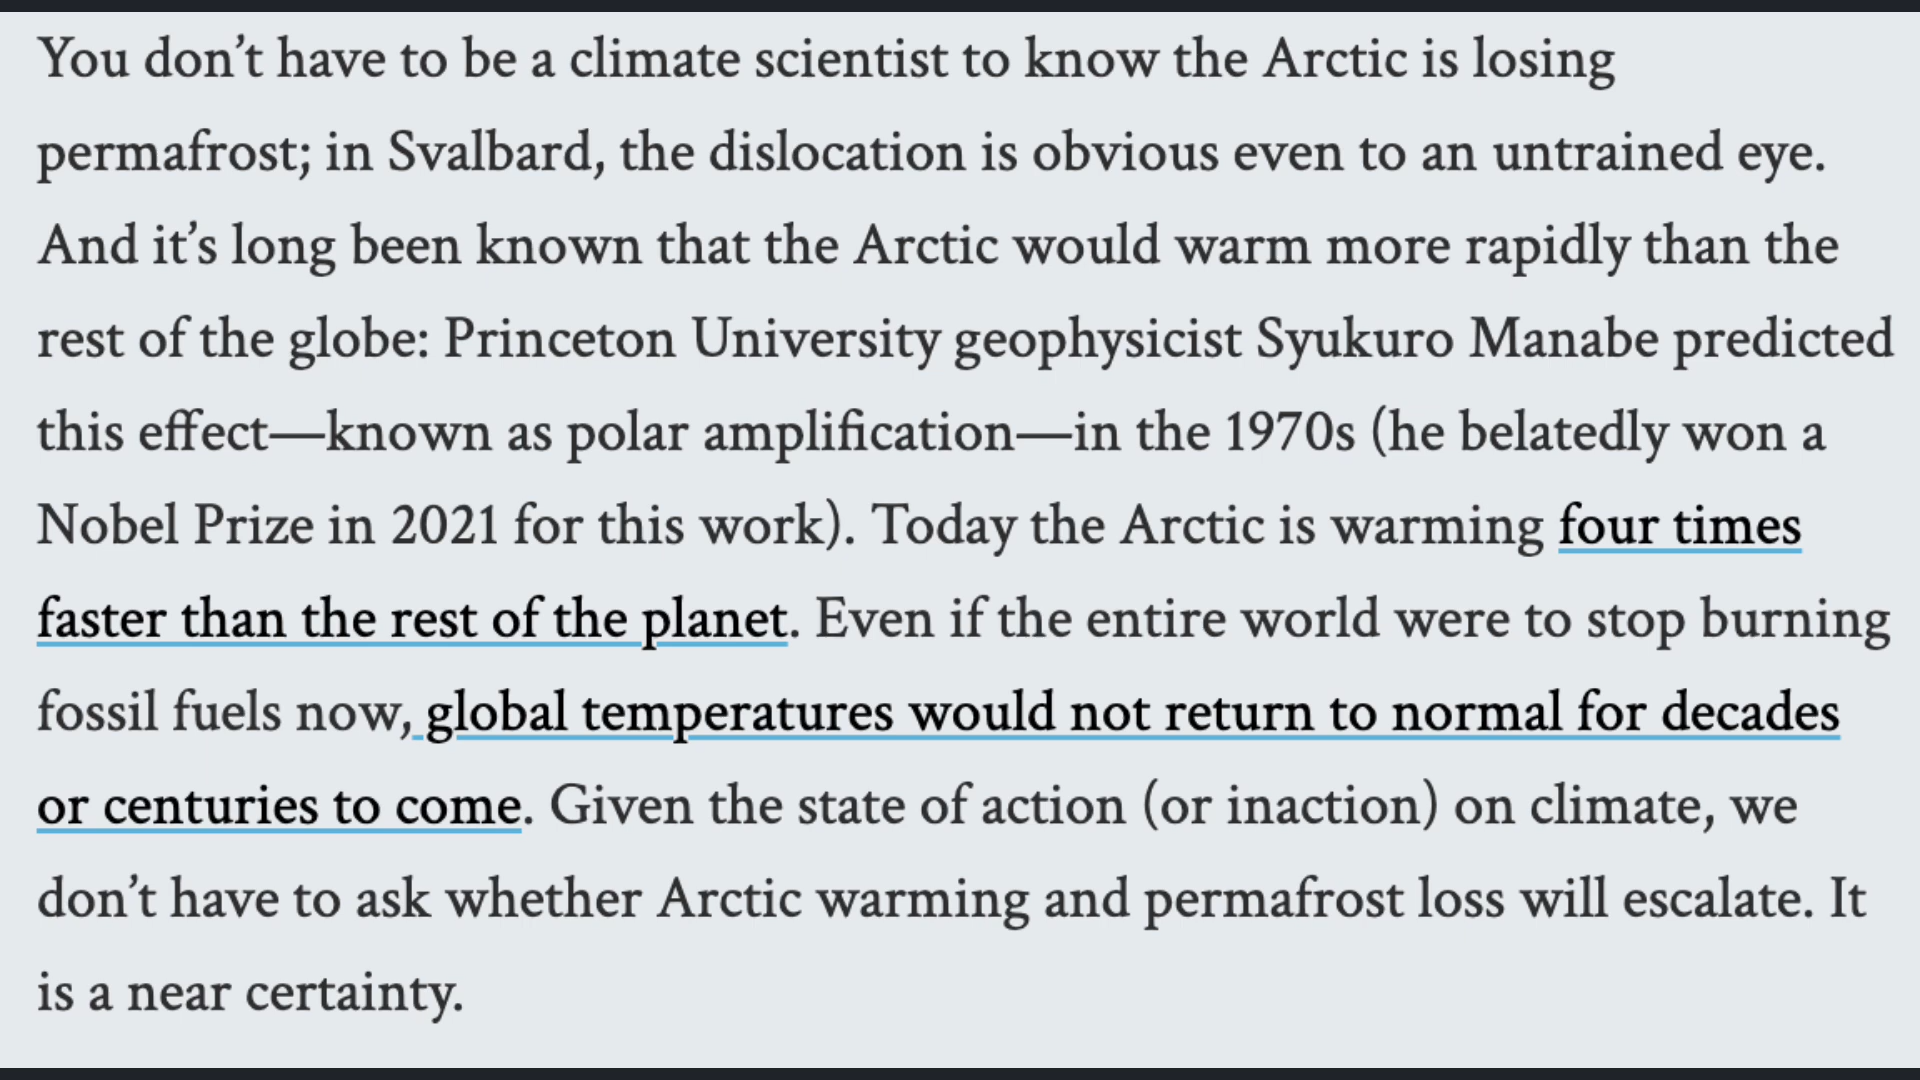 You don’t have to be a climate scientist to know the Arctic is losing
permafrost; in Svalbard, the dislocation is obvious even to an untrained eye.
And it’s long been known that the Arctic would warm more rapidly than the
rest of the globe: Princeton University geophysicist Syukuro Manabe predicted
this effect—known as polar amplification—in the 1970s (he belatedly won a
Nobel Prize in 2021 for this work). Today the Arctic is warming four times
faster than the rest of the planet. Even if the entire world were to stop burning
fossil fuels now, global temperatures would not return to normal for decades
or centuries to come. Given the state of action (or inaction) on climate, we
don’t have to ask whether Arctic warming and permafrost loss will escalate. It
is a near certainty.